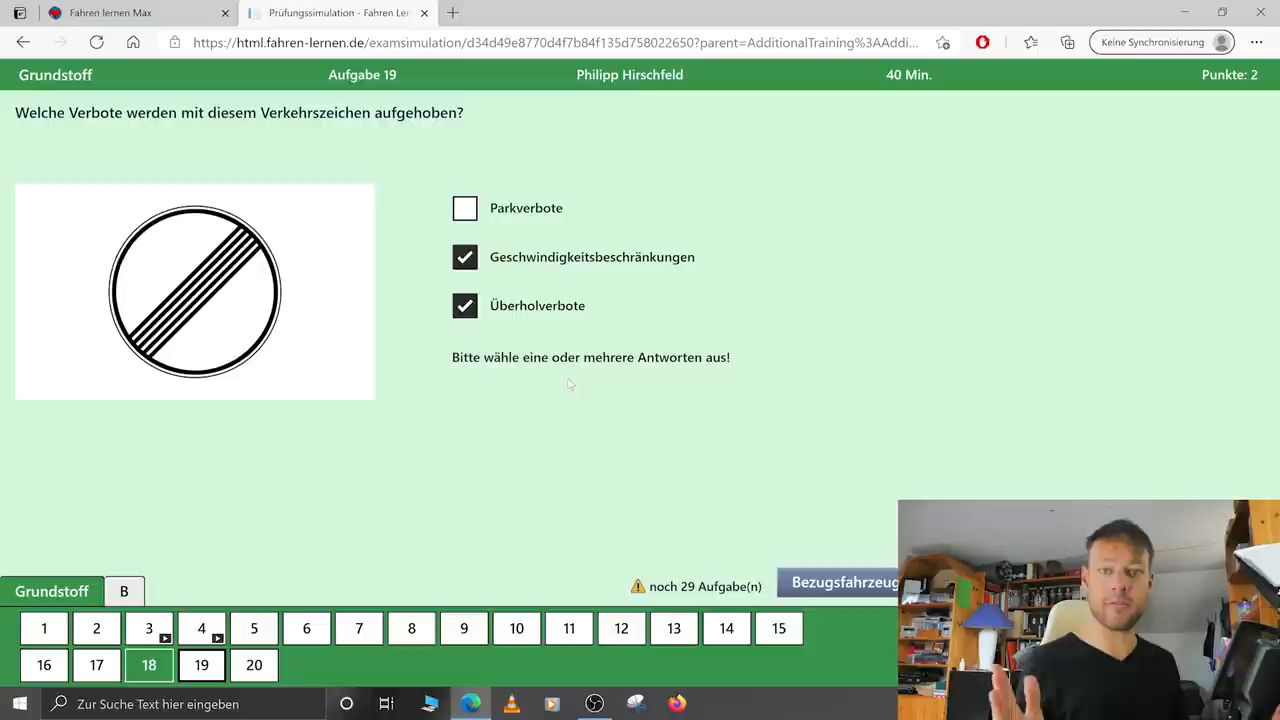 Fahren lernen Max
Prüfungssimulation - Fahren Ler
https://html.fahren-lernen.de/examsimulation/d34d49e8770d4f7b84f135d758022650?parent=AdditionalTraining%3AAddi...
Keine Synchronisierung
Grundstoff
Aufgabe 19
Philipp Hirschfeld
40 Min.
Punkte: 2
Welche Verbote werden mit diesem Verkehrszeichen aufgehoben?
Parkverbote
Geschwindigkeitsbeschränkungen
Überholverbote
Bitte wähle eine oder mehrere Antworten aus!
Grundstoff
B
noch 29 Aufgabe(n)
Bezugsfahrzeug
1 2 3 4 5 6 7 8 9 10 11 12 13 14 15
16 17 18 19 20
Zur Suche Text hier eingeben